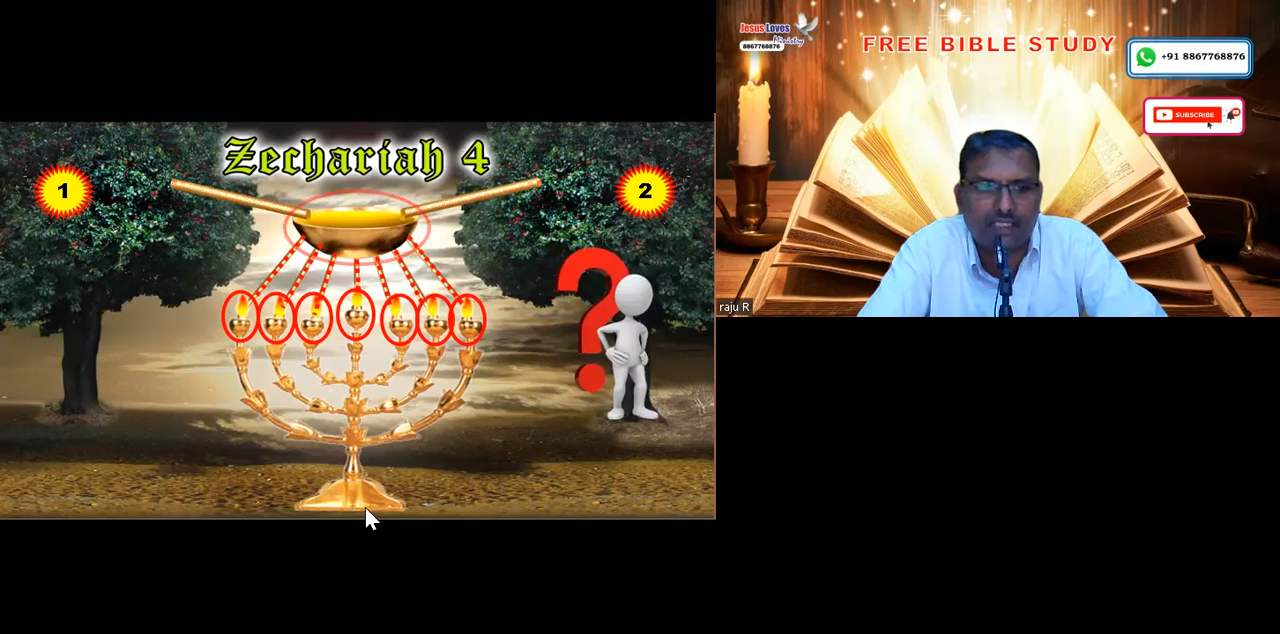 Zechariah 4
1
2
Jesus Loves
Ministry
8867768876
FREE BIBLE STUDY
+91 8867768876
SUBSCRIBE
raju R